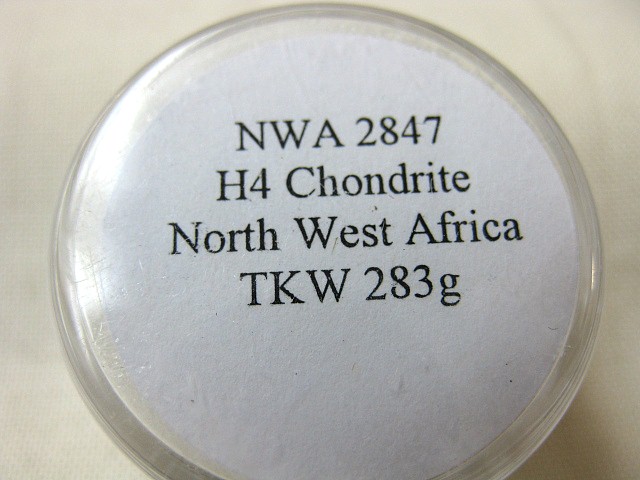 NWA 2847
H4 Chondrite
North West Africa
TKW 283g